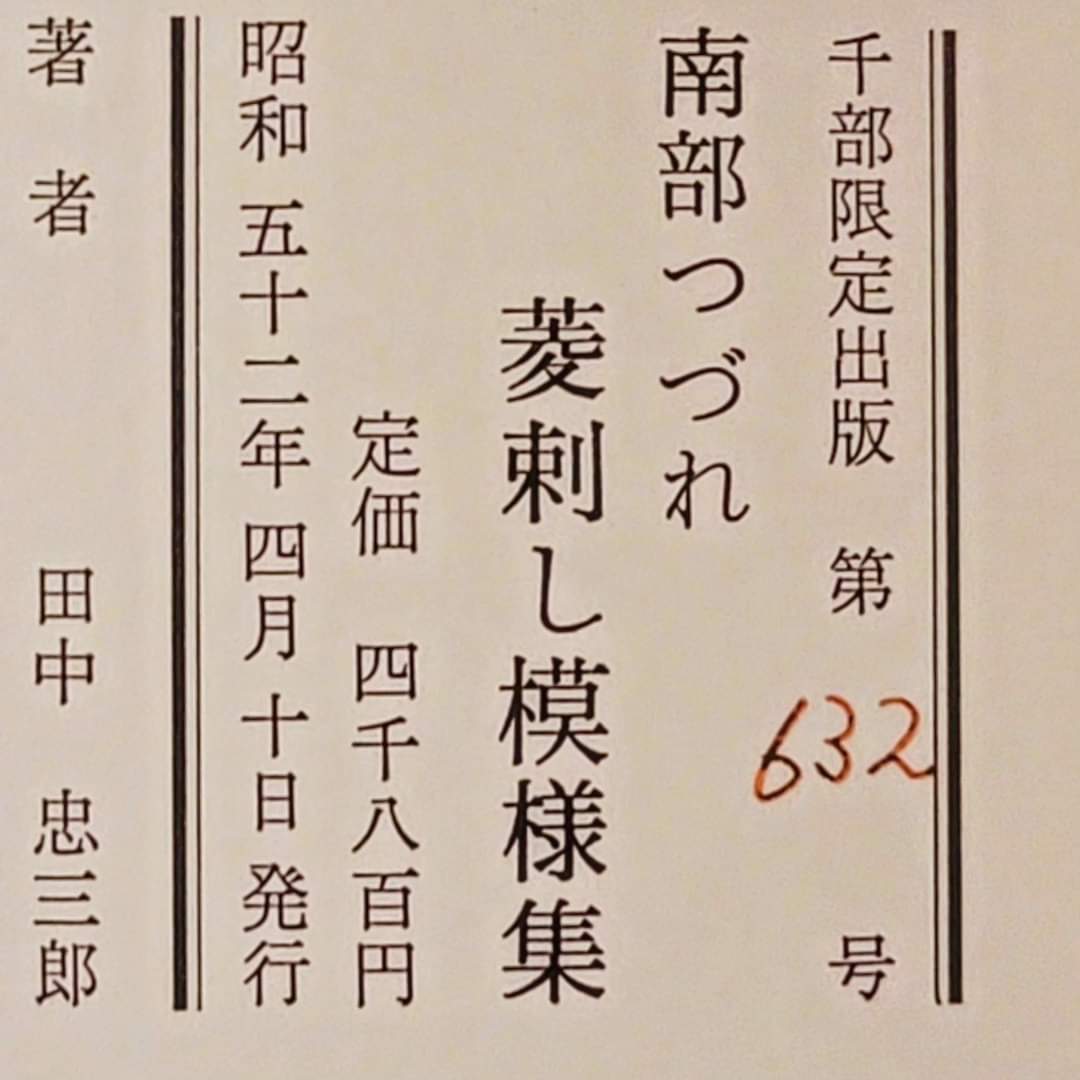 千部限定出版 第 632 号
南部つづれ
菱刺し模様集
定価 四千八百円
昭和 五十二年 四月 十日 発行
著者 田中 忠三郎